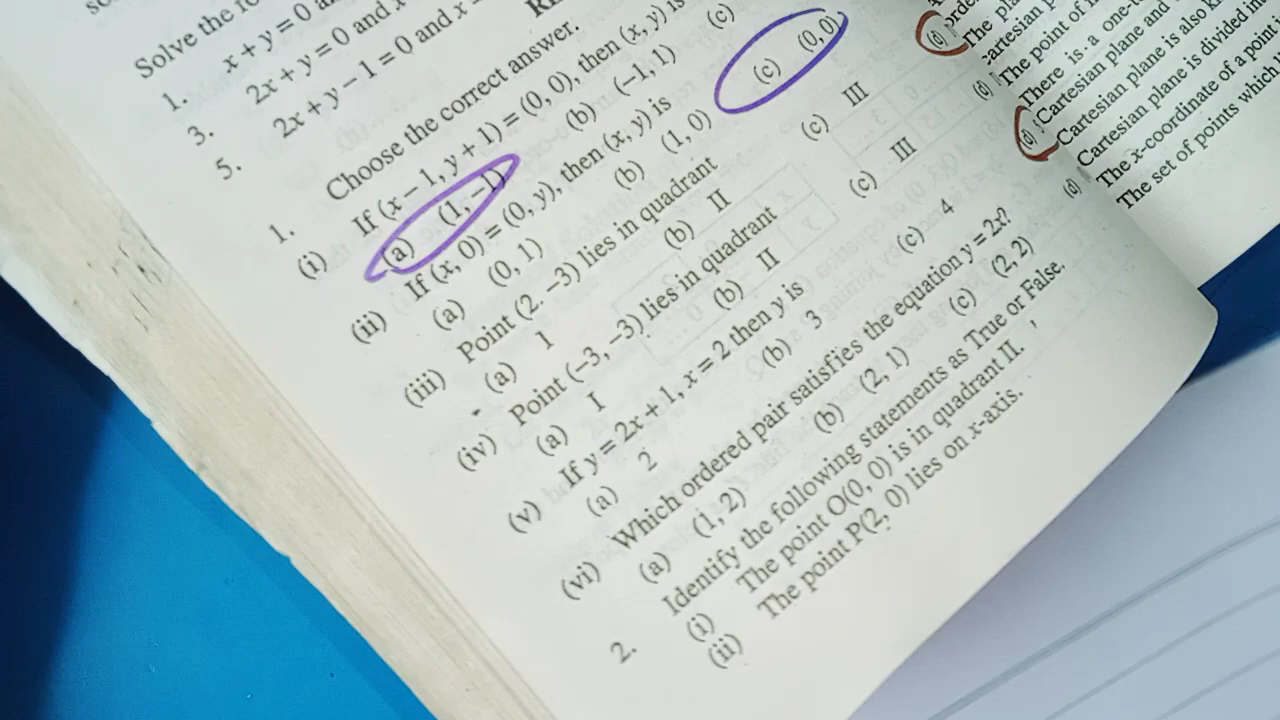 Solve the fo
1. x + y = 0 an
3. 2x + y = 0 and x
5. 2x + y − 1 = 0 and x −
1. Choose the correct answer.
(i) If (x − 1, y + 1) = (0, 0), then (x, y) is
(a) (1, −1) (b) (−1, 1) (c)
(ii) If (x, 0) = (0, y), then (x, y) is
(a) (0, 1) (b) (1, 0) (c) (0, 0)
(iii) Point (2. −3) lies in quadrant
(a) I (b) II (c) III
(iv) Point (−3, −3) lies in quadrant
(a) I (b) II (c) III
(v) If y = 2x + 1, x = 2 then y is
(a) 2 (b) 3 (c) 4
(vi) Which ordered pair satisfies the equation y = 2x?
(a) (1, 2) (b) (2, 1) (c) (2, 2)
2. Identify the following statements as True or False.
(i) The point O(0, 0) is in quadrant II.
(ii) The point P(2, 0) lies on x-axis.
(d) orde
The pla
cartesian p
(d) The point of in
There is a one-to
(d) Cartesian plane and
Cartesian plane is also k
Cartesian plane is divided in
The x-coordinate of a point i
(d) The set of points which